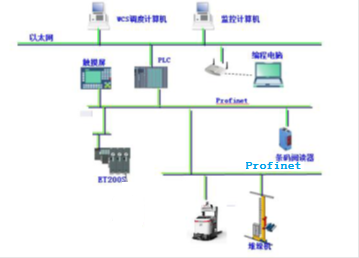 WCS调度计算机
监控计算机
以太网
触摸屏
PLC
编程电脑
Profinet
条码阅读器
Profinet
ET200S
堆垛机